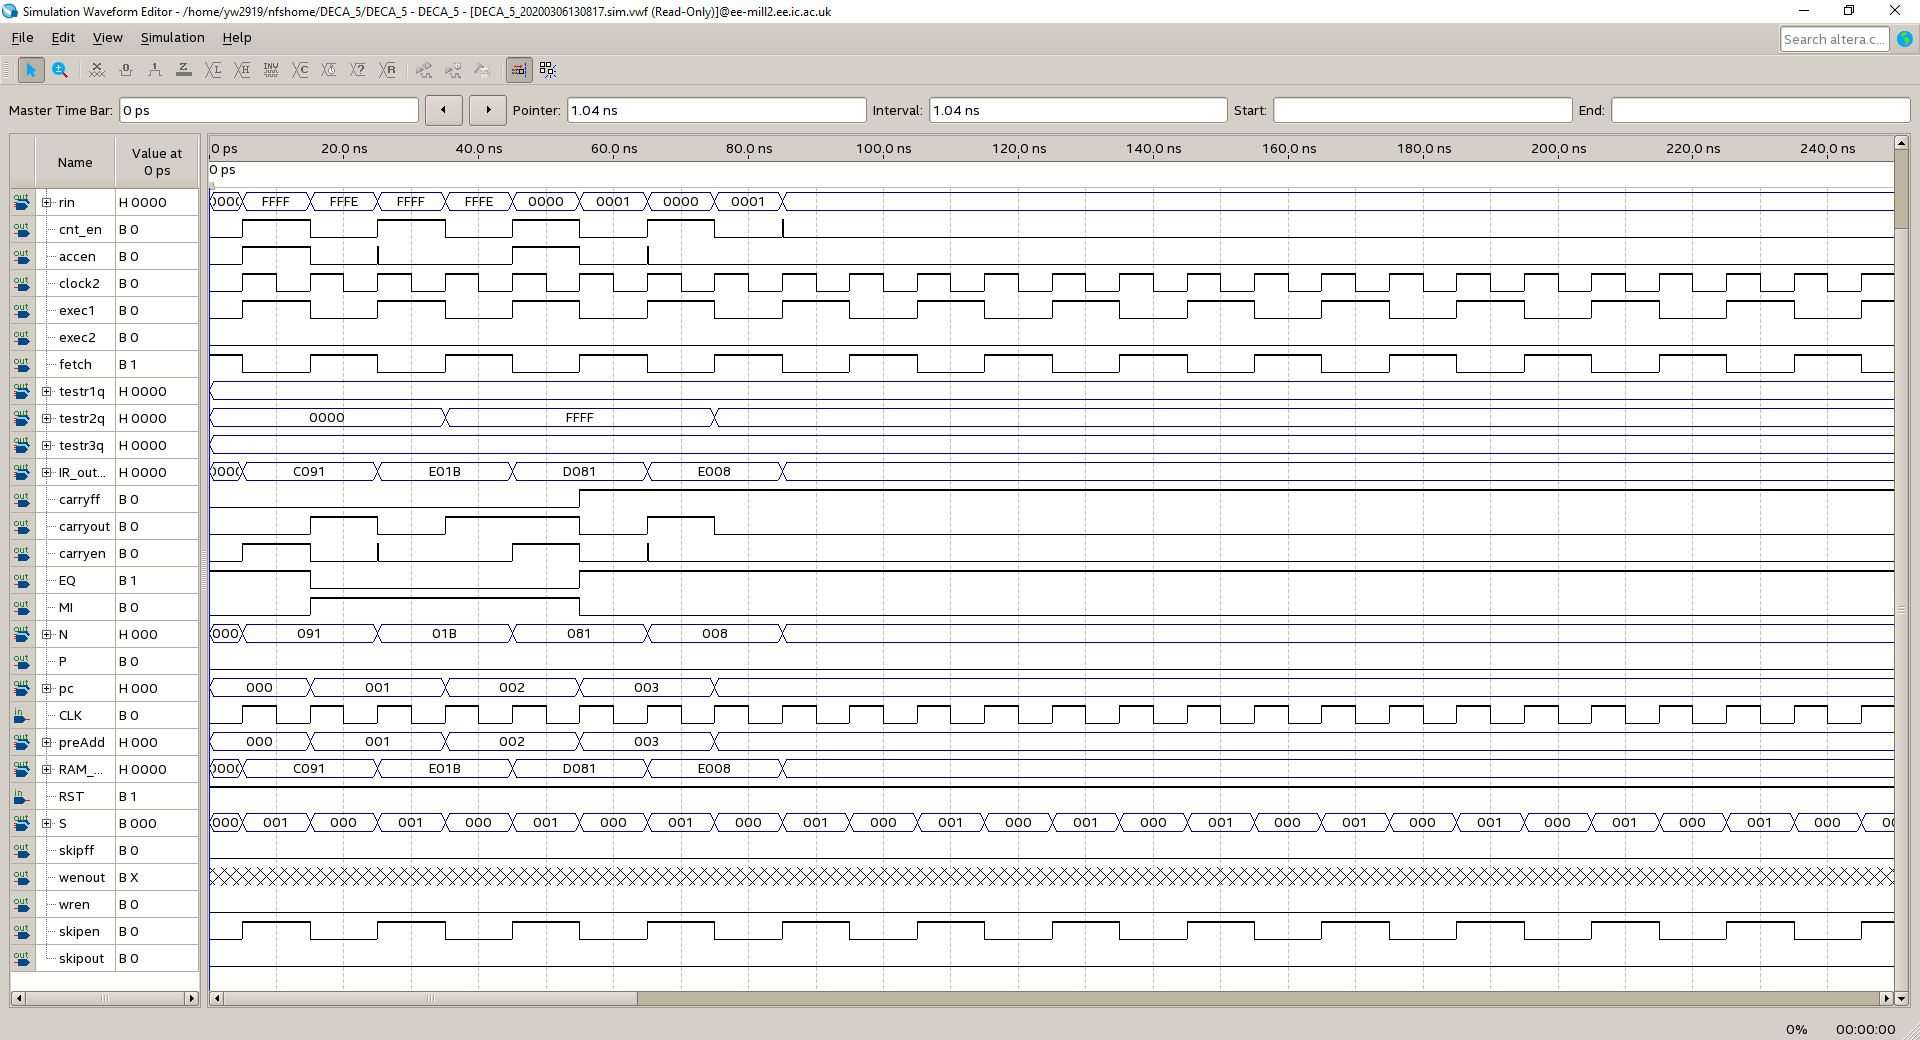 Simulation Waveform Editor - /home/yw2919/nfshome/DECA_5/DECA_5 - DECA_5 - [DECA_5_20200306130817.sim.vwf (Read-Only)]@ee-mill2.ee.ic.ac.uk
File Edit View Simulation Help
Search altera.c...
Master Time Bar: 0 ps Pointer: 1.04 ns Interval: 1.04 ns Start: End:
Name Value at 0 ps
0 ps 20.0 ns 40.0 ns 60.0 ns 80.0 ns 100.0 ns 120.0 ns 140.0 ns 160.0 ns 180.0 ns 200.0 ns 220.0 ns 240.0 ns
0 ps
rin H 0000 FFFF FFFE FFFF FFFE 0000 0001 0000 0001
cnt_en B 0
accen B 0
clock2 B 0
exec1 B 0
exec2 B 0
fetch B 1
testr1q H 0000
testr2q H 0000 0000 FFFF
testr3q H 0000
IR_out... H 0000 C091 E01B D081 E008
carryff B 0
carryout B 0
carryen B 0
EQ B 1
MI B 0
N H 000 000 091 01B 081 008
P B 0
pc H 000 000 001 002 003
CLK B 0
preAdd H 000 000 001 002 003
RAM_... H 0000 C091 E01B D081 E008
RST B 1
S B 000 000 001 000 001 000 001 000 001 000 001 000 001 000 001 000 001 000 001 000 001 000 001 000 001 000
skipff B 0
wenout B X
wren B 0
skipen B 0
skipout B 0
0% 00:00:00